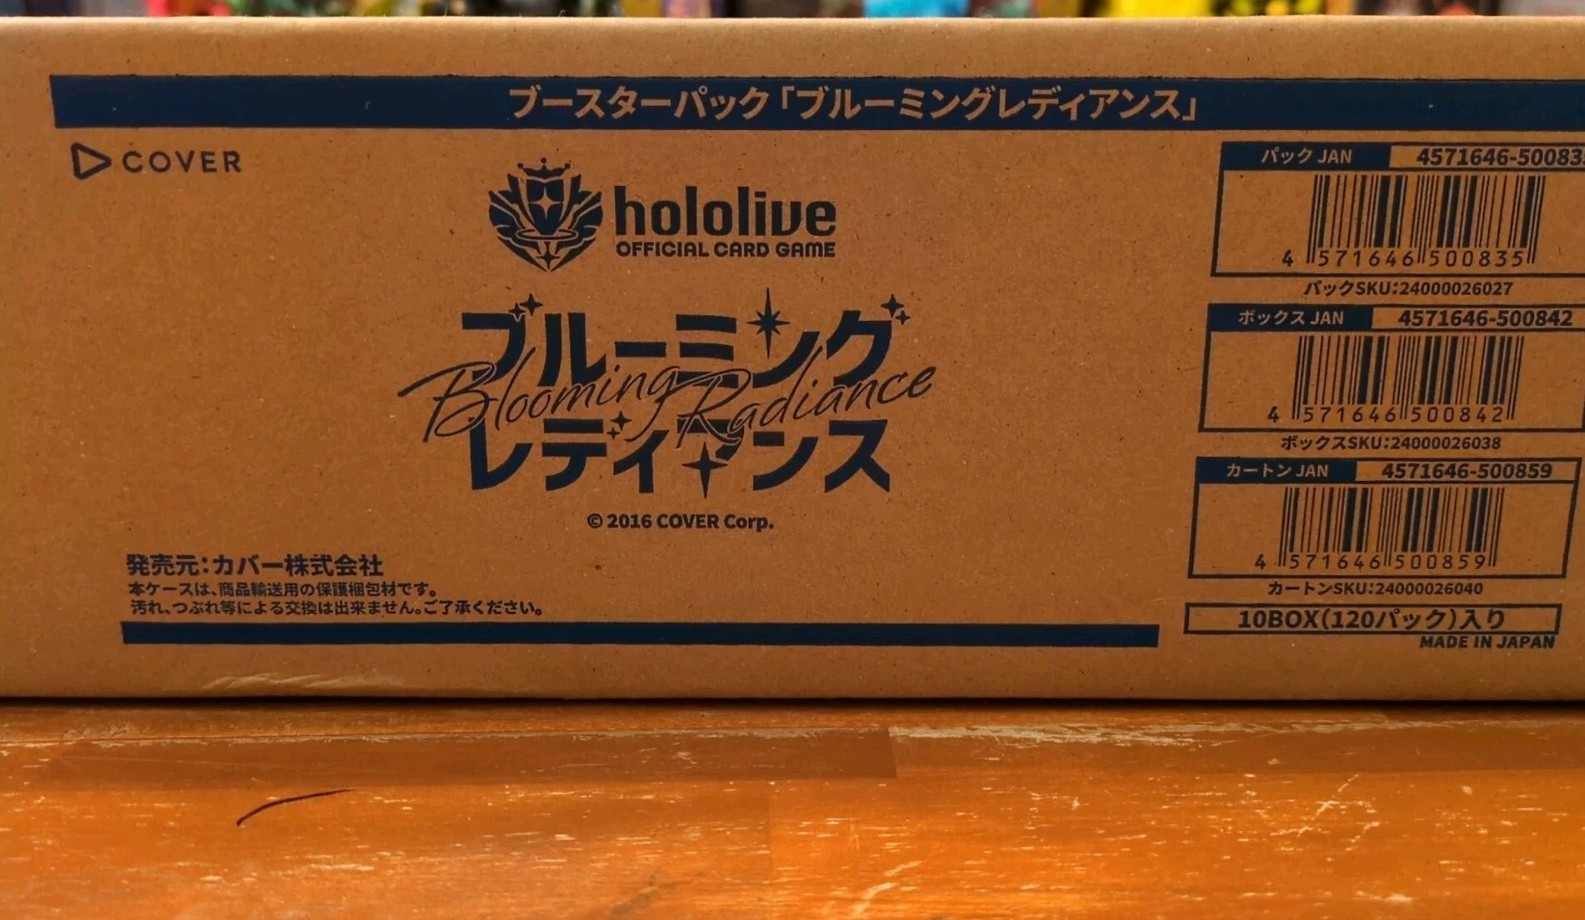 ブースターパック「ブルーミングレディアンス」
COVER
hololive
OFFICIAL CARD GAME
ブルーミング
Blooming Radiance
レディアンス
© 2016 COVER Corp.
発売元：カバー株式会社
本ケースは、商品輸送用の保護梱包材です。
汚れ、つぶれ等による交換は出来ません。ご了承ください。
パック JAN 4571646-50083
4 571646 500835
パックSKU:24000026027
ボックス JAN 4571646-500842
4 571646 500842
ボックスSKU:24000026038
カートン JAN 4571646-500859
4 571646 500859
カートンSKU:24000026040
10BOX(120パック)入り
MADE IN JAPAN